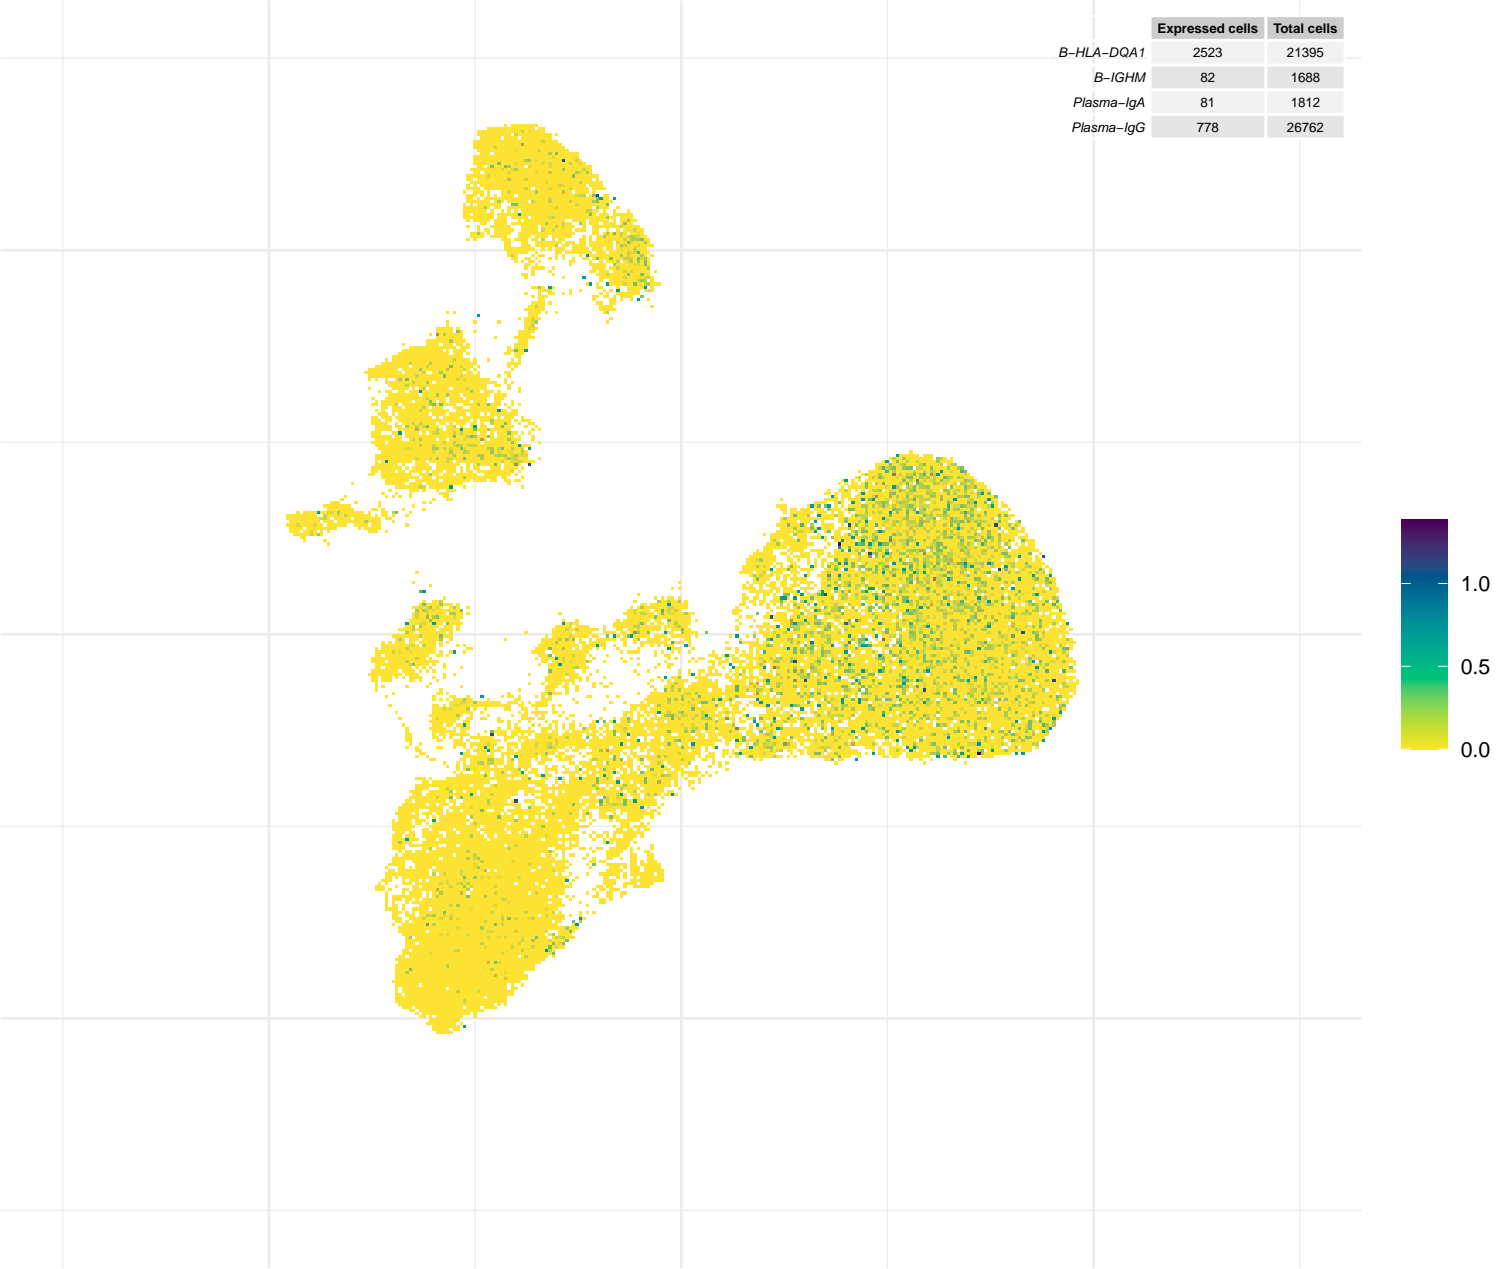 Expressed cells Total cells
B−HLA−DQA1 2523 21395
B−IGHM 82 1688
Plasma−IgA 81 1812
Plasma−IgG 778 26762
1.0
0.5
0.0